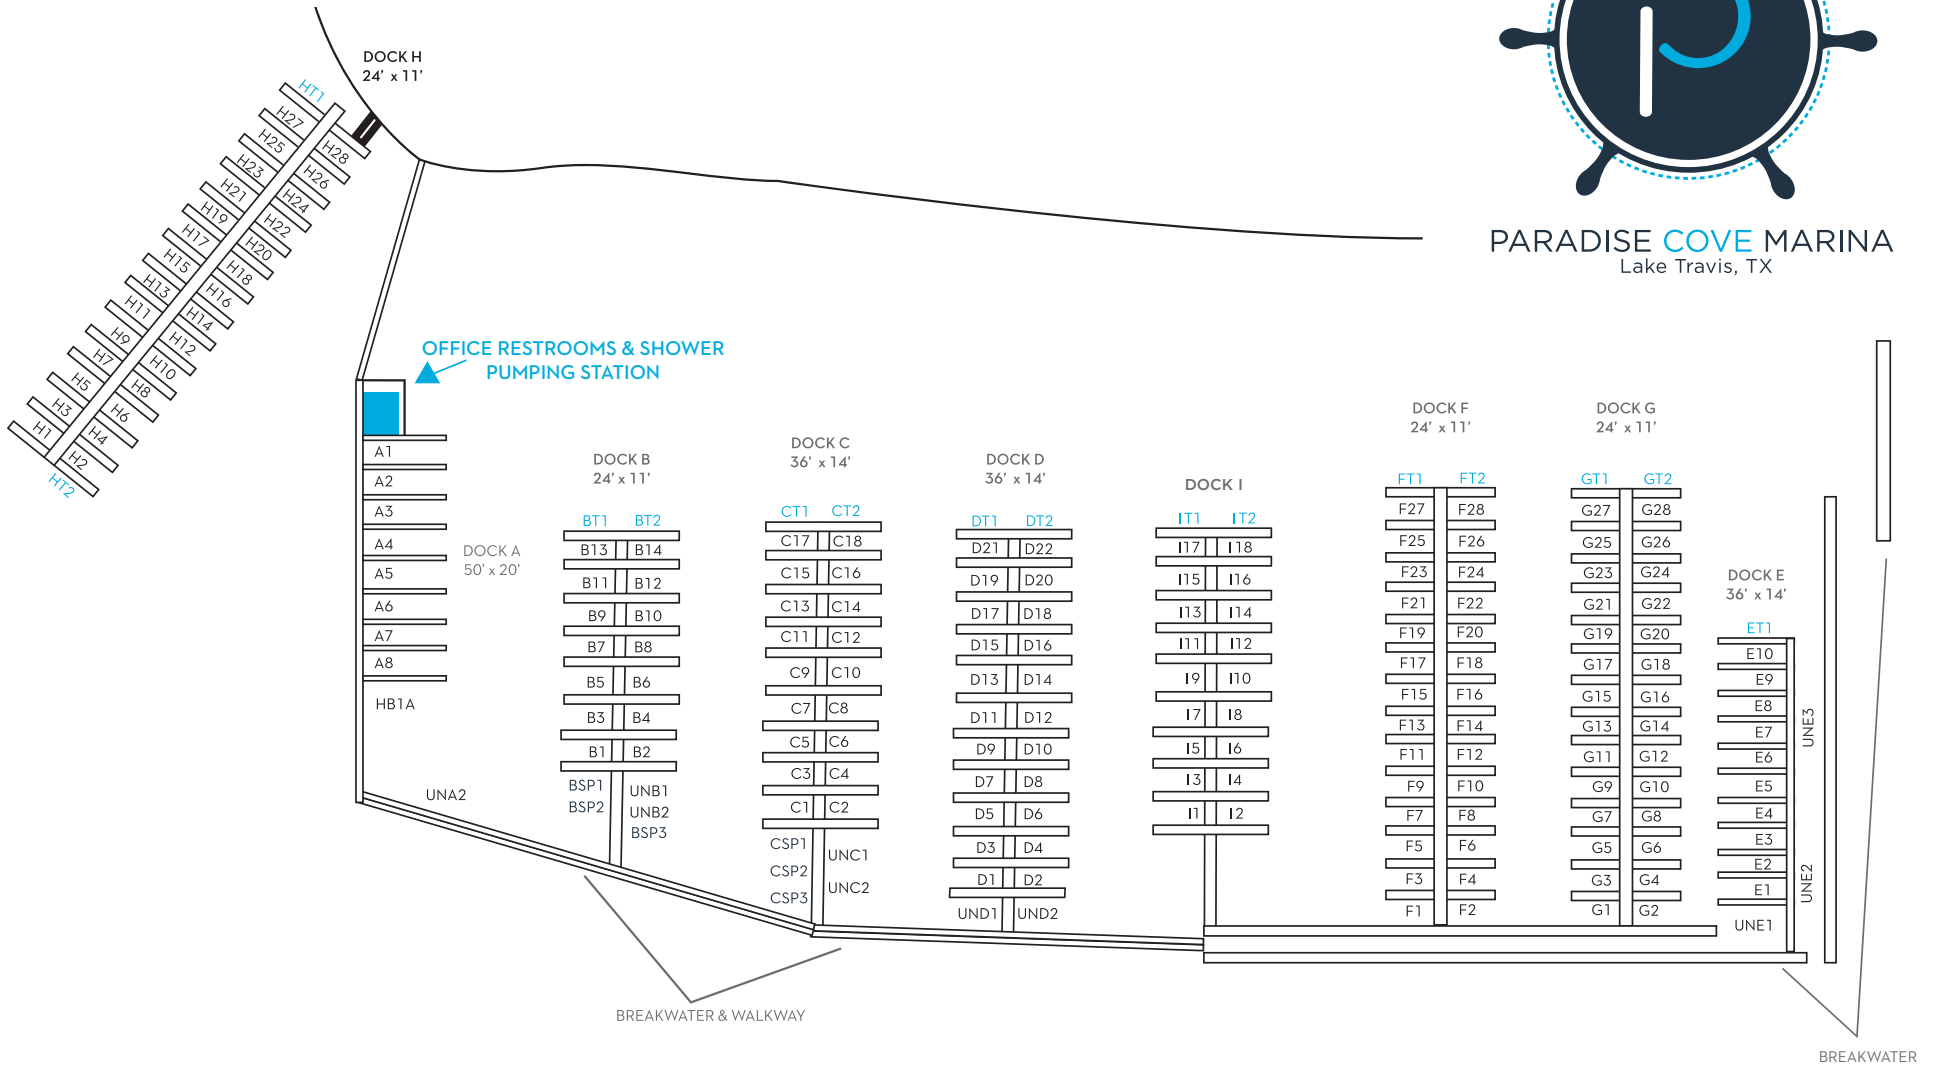 DOCK H
24' x 11'
HT1
H27
H25
H23
H21
H19
H17
H15
H13
H11
H9
H7
H5
H3
H1
H28
H26
H24
H22
H20
H18
H16
H14
H12
H10
H8
H6
H4
H2
HT2
PARADISE COVE MARINA
Lake Travis, TX
OFFICE RESTROOMS & SHOWER
PUMPING STATION
A1
A2
A3
A4
A5
A6
A7
A8
HB1A
DOCK A
50' x 20'
UNA2
DOCK B
24' x 11'
BT1 BT2
B13 B14
B11 B12
B9 B10
B7 B8
B5 B6
B3 B4
B1 B2
BSP1 UNB1
BSP2 UNB2
BSP3
DOCK C
36' x 14'
CT1 CT2
C17 C18
C15 C16
C13 C14
C11 C12
C9 C10
C7 C8
C5 C6
C3 C4
C1 C2
CSP1 UNC1
CSP2 UNC2
CSP3
DOCK D
36' x 14'
DT1 DT2
D21 D22
D19 D20
D17 D18
D15 D16
D13 D14
D11 D12
D9 D10
D7 D8
D5 D6
D3 D4
D1 D2
UND1 UND2
DOCK I
IT1 IT2
I17 I18
I15 I16
I13 I14
I11 I12
I9 I10
I7 I8
I5 I6
I3 I4
I1 I2
DOCK F
24' x 11'
FT1 FT2
F27 F28
F25 F26
F23 F24
F21 F22
F19 F20
F17 F18
F15 F16
F13 F14
F11 F12
F9 F10
F7 F8
F5 F6
F3 F4
F1 F2
DOCK G
24' x 11'
GT1 GT2
G27 G28
G25 G26
G23 G24
G21 G22
G19 G20
G17 G18
G15 G16
G13 G14
G11 G12
G9 G10
G7 G8
G5 G6
G3 G4
G1 G2
DOCK E
36' x 14'
ET1
E10
E9
E8
E7
E6
E5
E4
E3
E2
E1
UNE1
UNE3
UNE2
BREAKWATER & WALKWAY
BREAKWATER